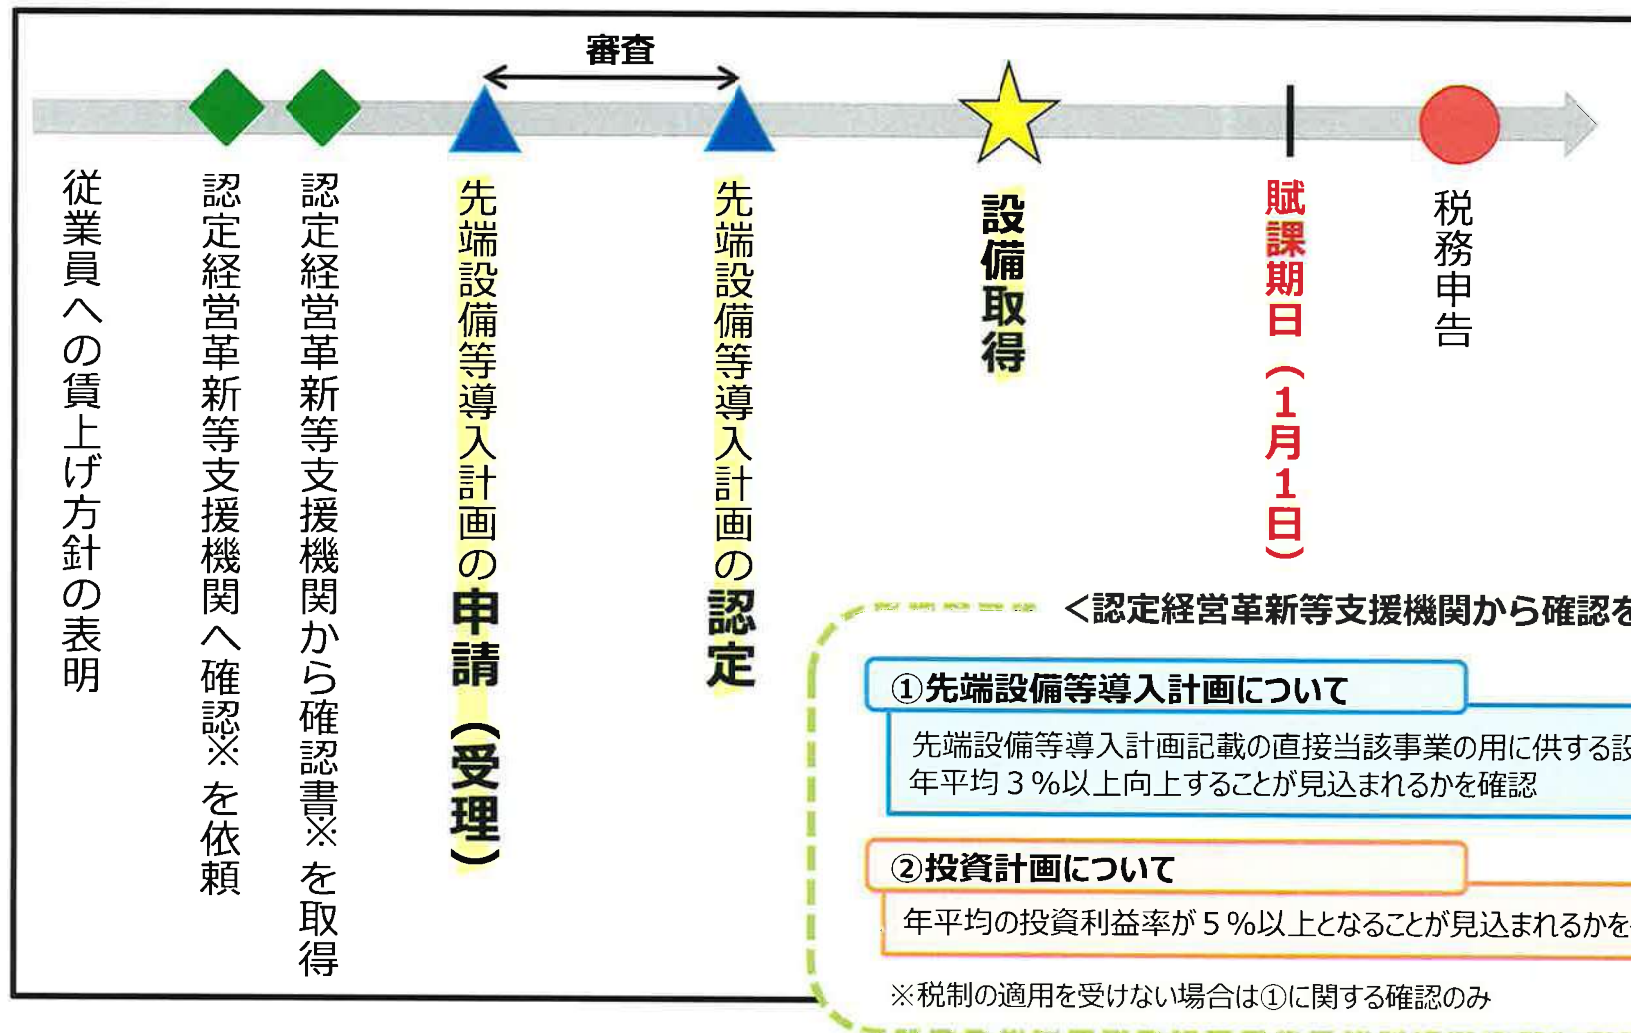 審査
従業員への賃上げ方針の表明
認定経営革新等支援機関へ確認※を依頼
認定経営革新等支援機関から確認書※を取得
先端設備等導入計画の申請（受理）
先端設備等導入計画の認定
設備取得
賦課期日（1月1日）
税務申告
＜認定経営革新等支援機関から確認を
①先端設備等導入計画について
先端設備等導入計画記載の直接当該事業の用に供する設
年平均３％以上向上することが見込まれるかを確認
②投資計画について
年平均の投資利益率が５％以上となることが見込まれるかを
※税制の適用を受けない場合は①に関する確認のみ